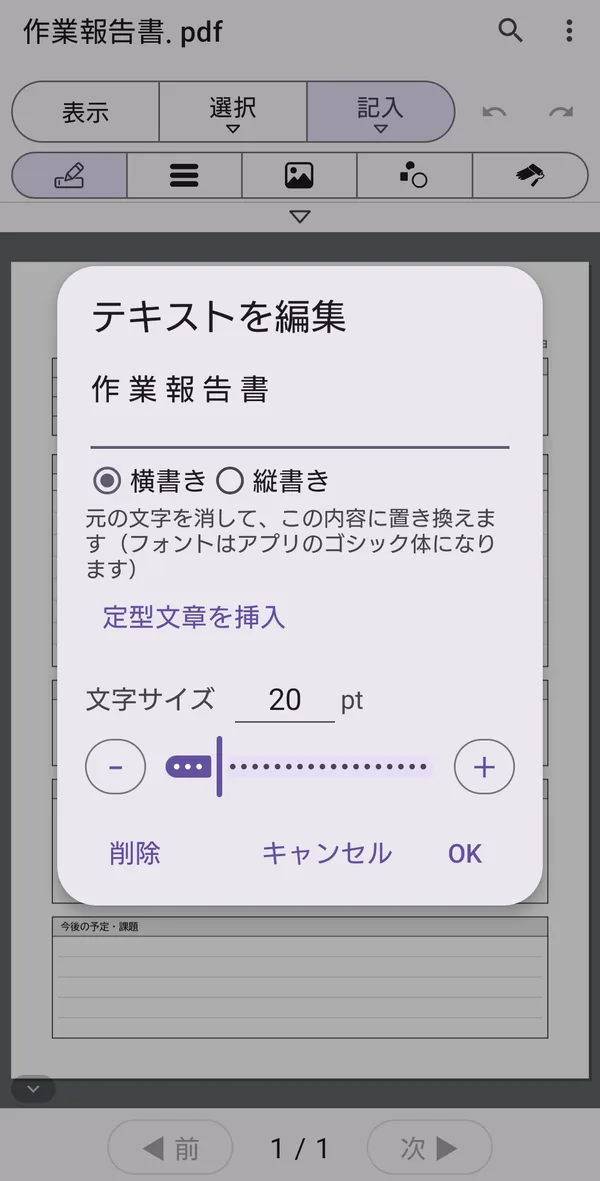 作業報告書. pdf
表示 選択 記入
テキストを編集
作 業 報 告 書
横書き 縦書き
元の文字を消して、この内容に置き換えま
す（フォントはアプリのゴシック体になり
ます）
定型文章を挿入
文字サイズ 20 pt
- +
削除 キャンセル OK
今後の予定・課題
前 1 / 1 次